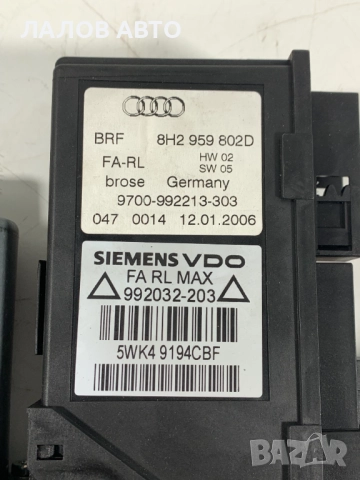 ЛАЛОВ АВТО
BRF 8H2 959 802D
FA-RL HW 02
SW 05
brose Germany
9700-992213-303
047 0014 12.01.2006
SIEMENS VDO
FA RL MAX
992032-203
5WK4 9194CBF
bazar